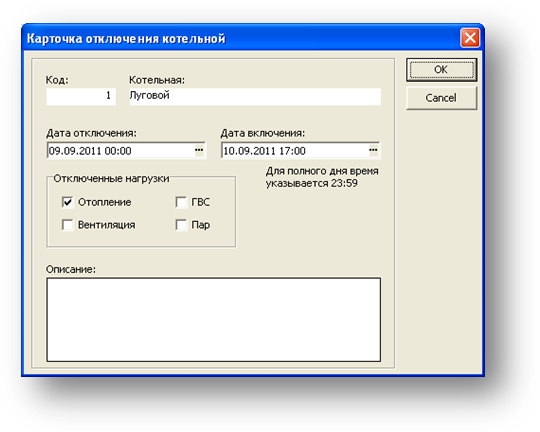 Карточка отключения котельной
Код: Котельная:
1 Луговой
OK
Cancel
Дата отключения: Дата включения:
09.09.2011 00:00 ... 10.09.2011 17:00 ...
Для полного дня время
указывается 23:59
Отключенные нагрузки
Отопление ГВС
Вентиляция Пар
Описание: